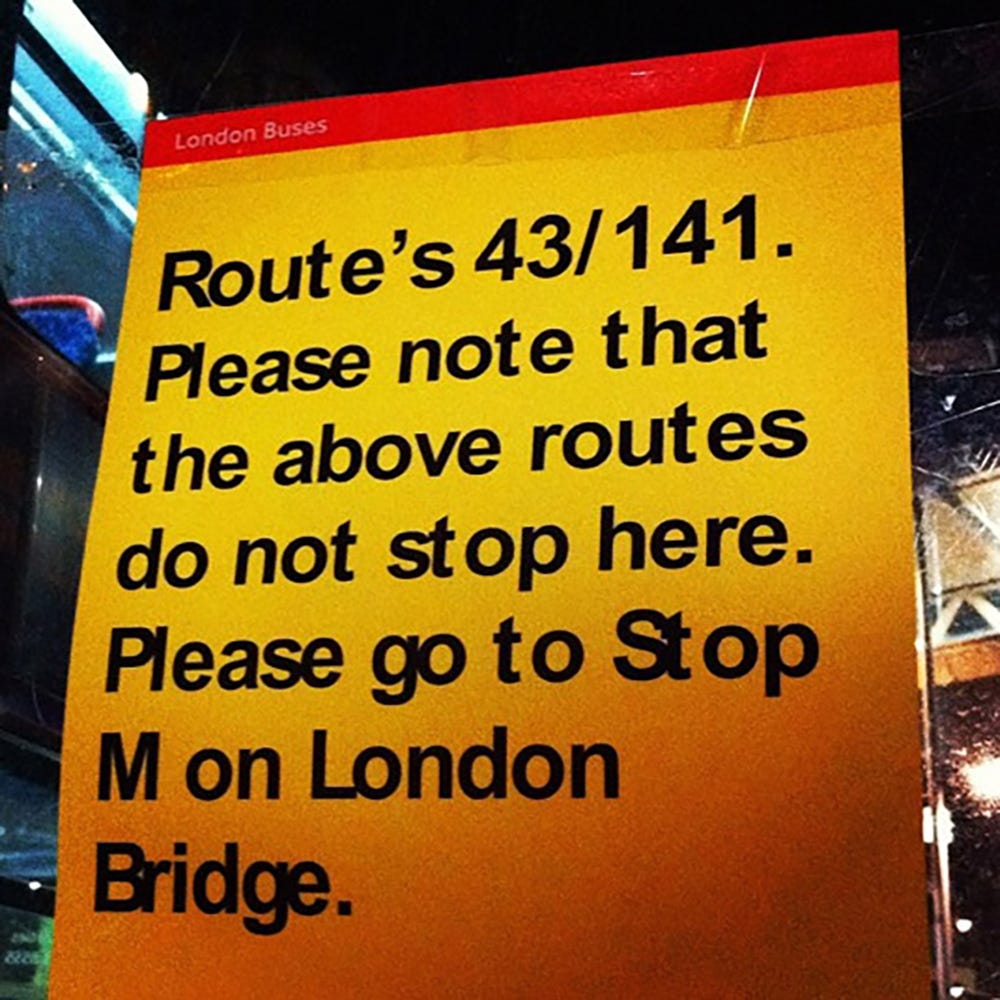 London Buses
Route's 43/141.
Please note that
the above routes
do not stop here.
Please go to Stop
M on London
Bridge.